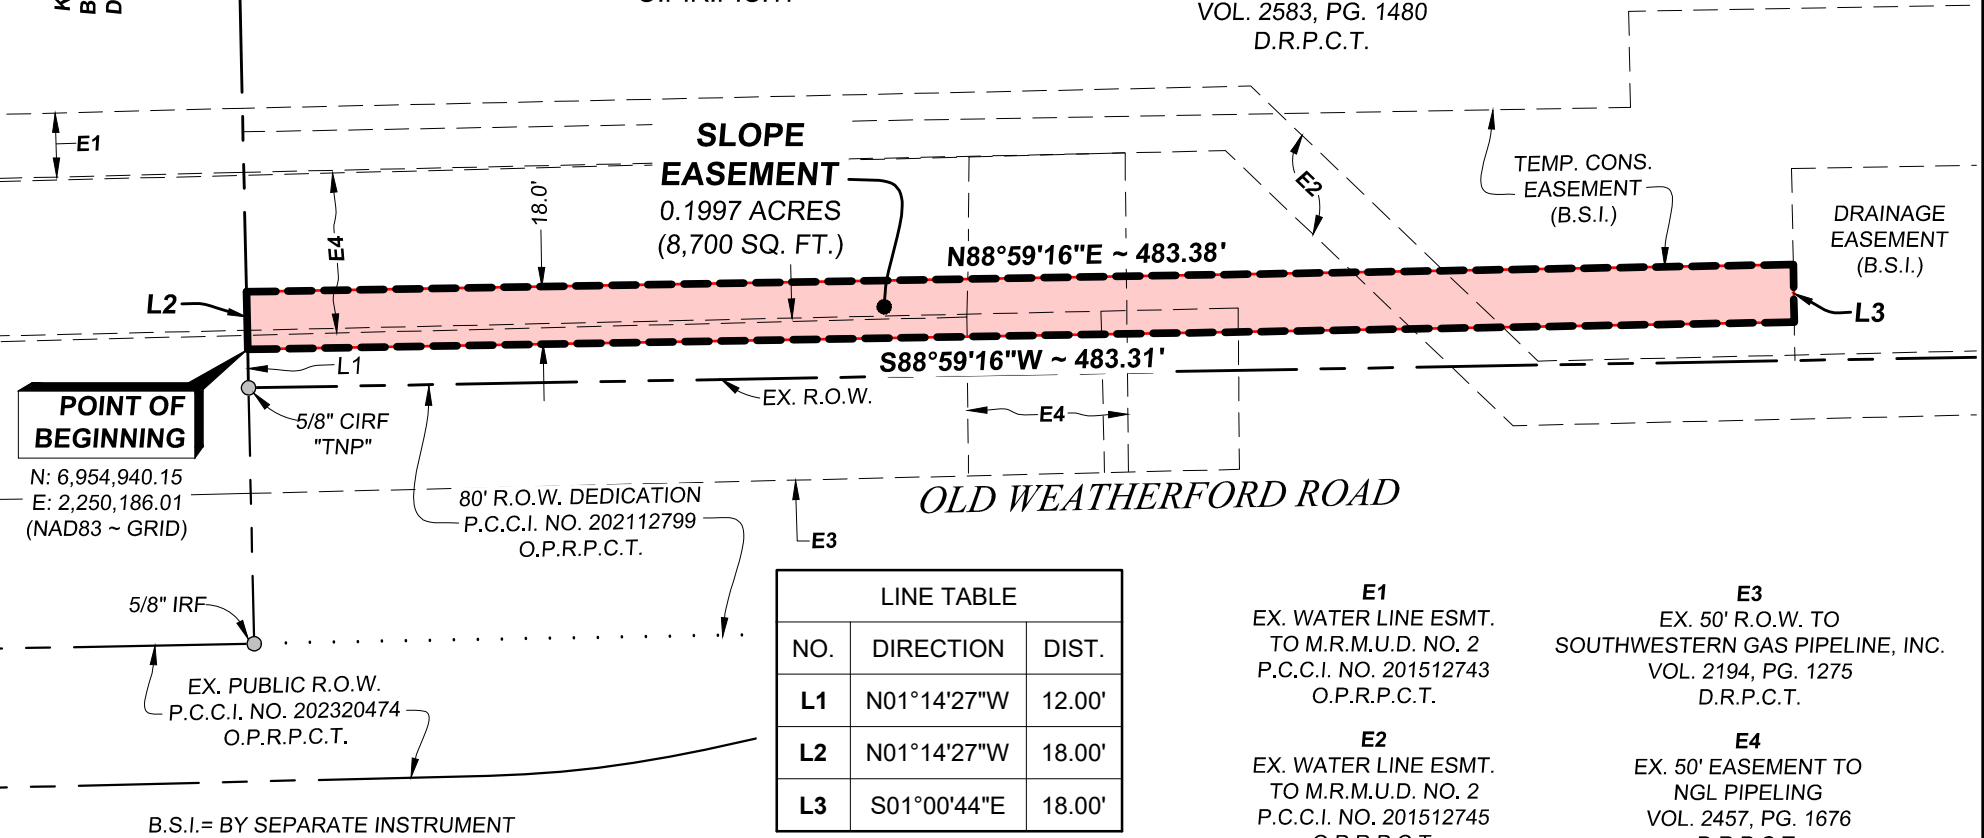 VOL. 2583, PG. 1480
D.R.P.C.T.
E1
SLOPE
EASEMENT
0.1997 ACRES
(8,700 SQ. FT.)
18.0'
E4
E2
TEMP. CONS.
EASEMENT
(B.S.I.)
DRAINAGE
EASEMENT
(B.S.I.)
N88°59'16"E ~ 483.38'
L2
L3
S88°59'16"W ~ 483.31'
L1
EX. R.O.W.
E4
POINT OF
BEGINNING
N: 6,954,940.15
E: 2,250,186.01
(NAD83 ~ GRID)
5/8" CIRF
"TNP"
80' R.O.W. DEDICATION
P.C.C.I. NO. 202112799
O.P.R.P.C.T.
OLD WEATHERFORD ROAD
E3
5/8" IRF
EX. PUBLIC R.O.W.
P.C.C.I. NO. 202320474
O.P.R.P.C.T.
B.S.I.= BY SEPARATE INSTRUMENT
LINE TABLE
NO. DIRECTION DIST.
L1 N01°14'27"W 12.00'
L2 N01°14'27"W 18.00'
L3 S01°00'44"E 18.00'
E1
EX. WATER LINE ESMT.
TO M.R.M.U.D. NO. 2
P.C.C.I. NO. 201512743
O.P.R.P.C.T.
E2
EX. WATER LINE ESMT.
TO M.R.M.U.D. NO. 2
P.C.C.I. NO. 201512745
E3
EX. 50' R.O.W. TO
SOUTHWESTERN GAS PIPELINE, INC.
VOL. 2194, PG. 1275
D.R.P.C.T.
E4
EX. 50' EASEMENT TO
NGL PIPELING
VOL. 2457, PG. 1676